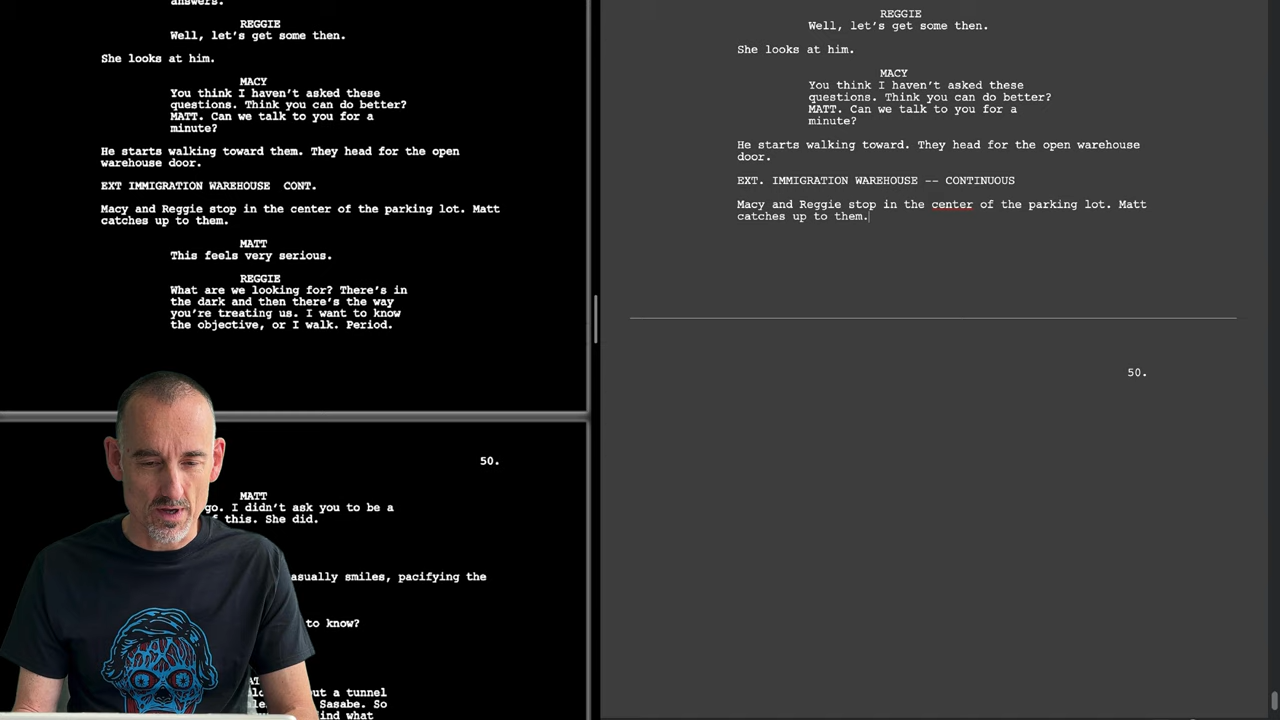 answers.
REGGIE
Well, let's get some then.
She looks at him.
MACY
You think I haven't asked these
questions. Think you can do better?
MATT. Can we talk to you for a
minute?
He starts walking toward them. They head for the open
warehouse door.
EXT IMMIGRATION WAREHOUSE  CONT.
Macy and Reggie stop in the center of the parking lot. Matt
catches up to them.
MATT
This feels very serious.
REGGIE
What are we looking for? There's in
the dark and then there's the way
you're treating us. I want to know
the objective, or I walk. Period.
50.
MATT
go. I didn't ask you to be a
this. She did.
asually smiles, pacifying the
to know?
ut a tunnel
Sasabe. So
ind what
REGGIE
Well, let's get some then.
She looks at him.
MACY
You think I haven't asked these
questions. Think you can do better?
MATT. Can we talk to you for a
minute?
He starts walking toward. They head for the open warehouse
door.
EXT. IMMIGRATION WAREHOUSE -- CONTINUOUS
Macy and Reggie stop in the center of the parking lot. Matt
catches up to them.
50.